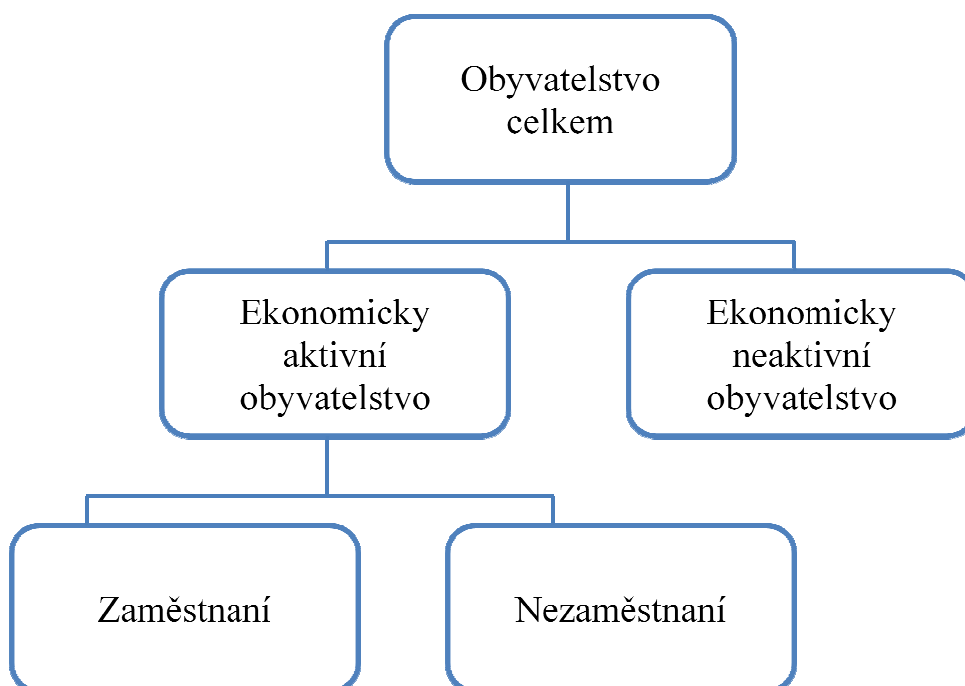 Obyvatelstvo
celkem
Ekonomicky
aktivní
obyvatelstvo
Ekonomicky
neaktivní
obyvatelstvo
Zaměstnaní
Nezaměstnaní